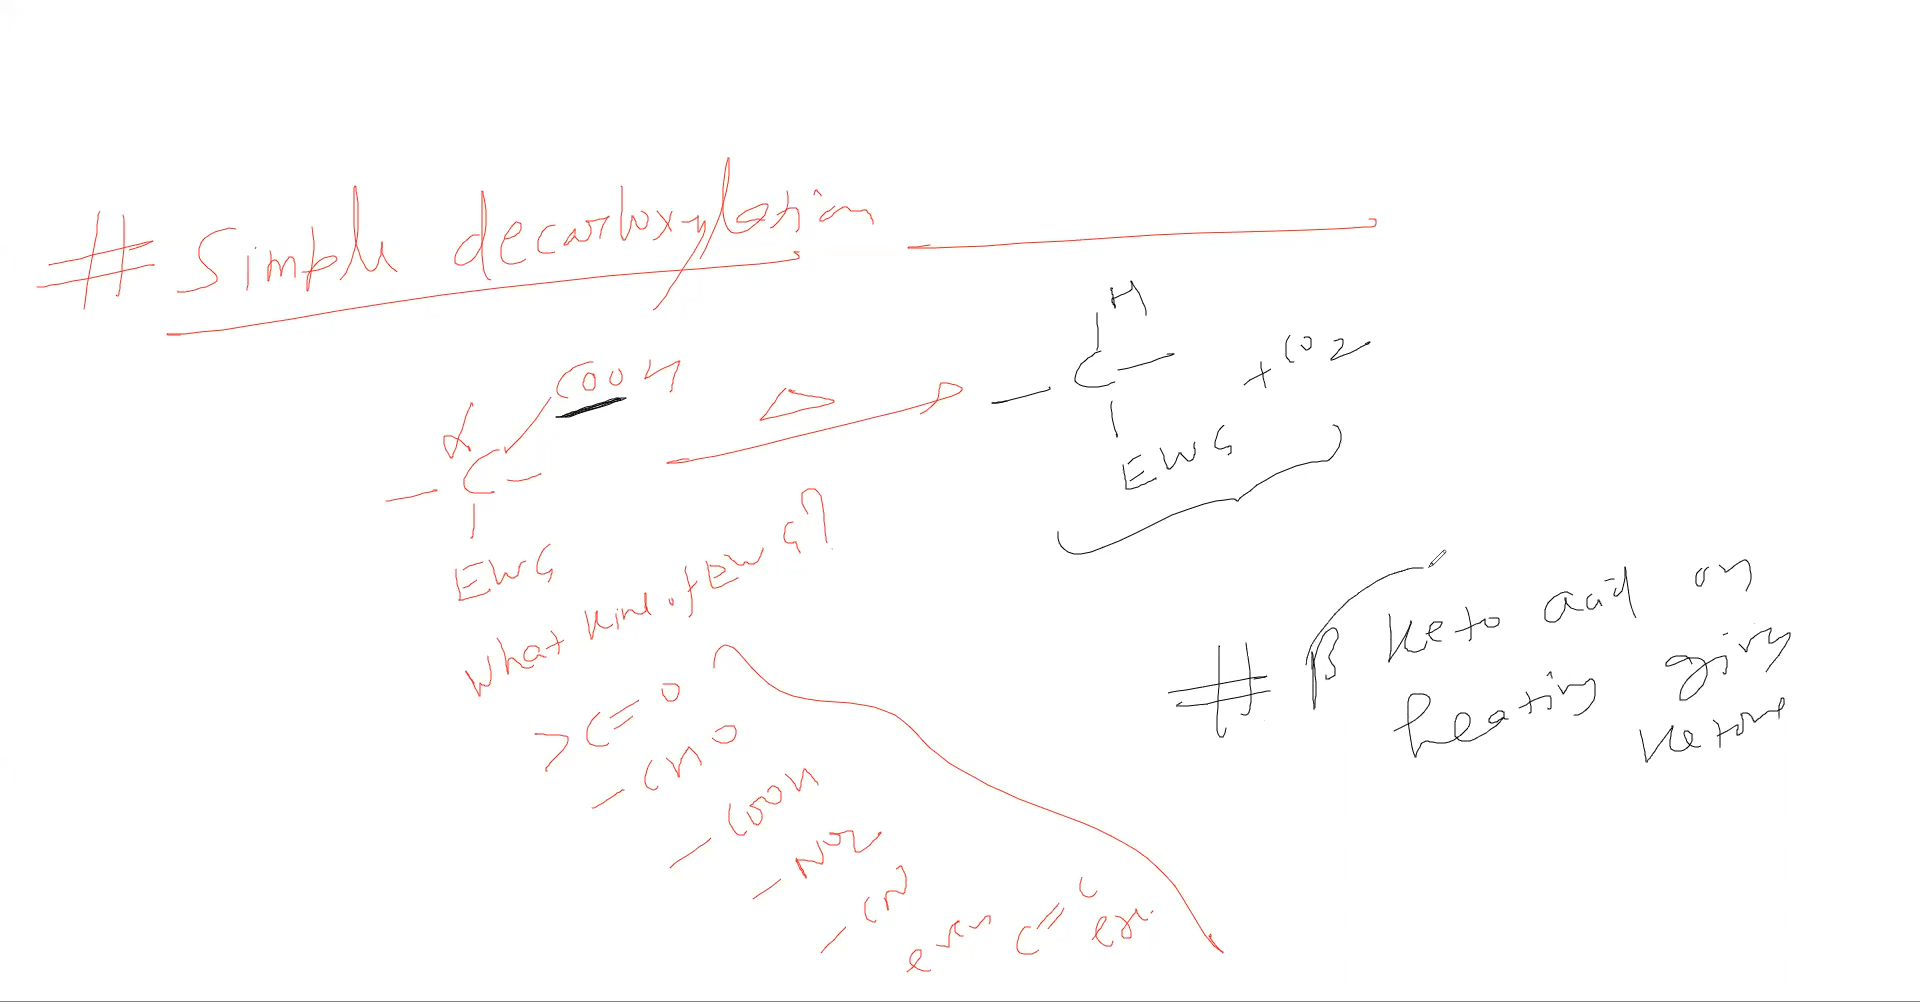 # Simple decarboxylation
COOH
α
— C —
EWG
Δ
H
— C —
EWG
+ CO2
What kind of EWG?
>C=O
— CHO
— COOH
— NO2
— CN
even C=C etc.
# β keto acid on
heating giving
ketone